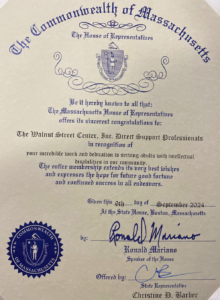 The Commonwealth of Massachusetts
The House of Representatives
Be it hereby known to all that:
The Massachusetts House of Representatives
offers its sincerest congratulations to:
The Walnut Street Center, Inc. Direct Support Professionals
in recognition of
your incredible work and dedication to serving adults with intellectual
disabilities in our community.
The entire membership extends its very best wishes
and expresses the hope for future good fortune
and continued success in all endeavors.
Given this 9th day of September 2024
At the State House, Boston, Massachusetts
by:
Ronald Mariano
Ronald Mariano
Speaker of the House
Offered by:
State Representative
Christine P. Barber